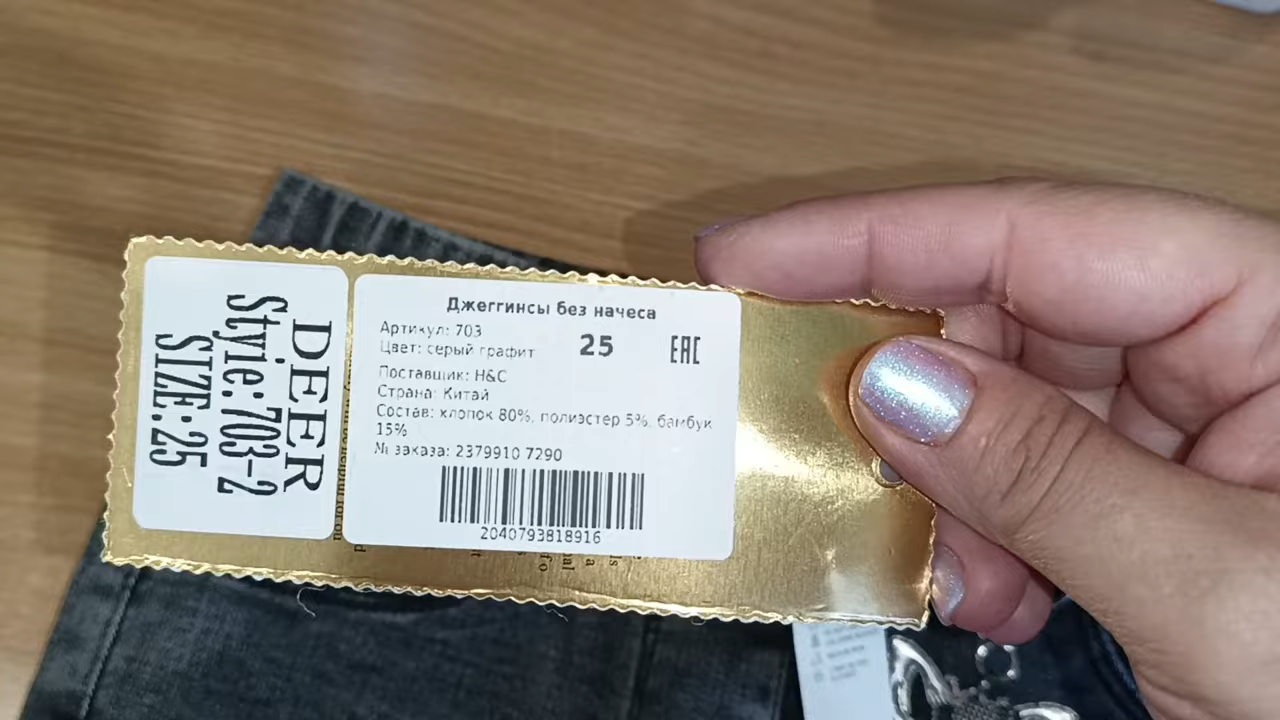 DEER
Style:703-2
SIZE:25
Джеггинсы без начеса
Артикул: 703
Цвет: серый графит
25
EAC
Поставщик: H&C
Страна: Китай
Состав: хлопок 80%, полиэстер 5%, бамбук
15%
№ заказа: 2379910 7290
2040793818916